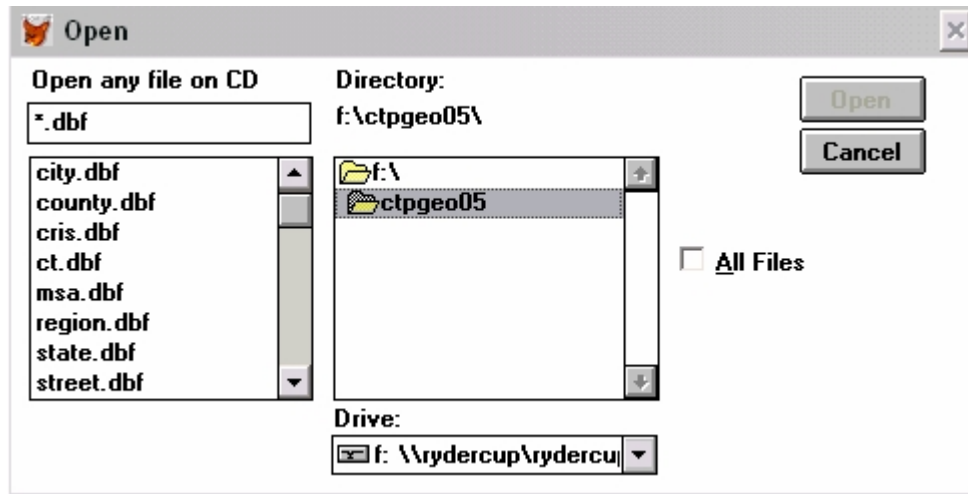 Open
Open any file on CD
*.dbf
city.dbf
county.dbf
cris.dbf
ct.dbf
msa.dbf
region.dbf
state.dbf
street.dbf
Directory:
f:\ctpgeo05\
f:\
ctpgeo05
Drive:
f: \\rydercup\rydercup
Open
Cancel
All Files